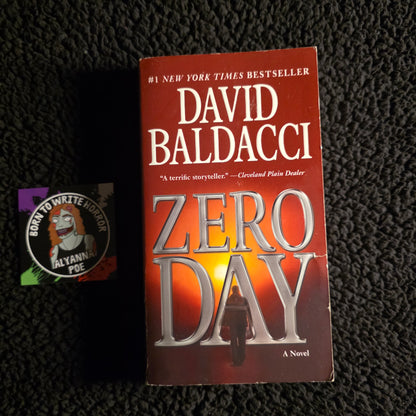 #1 NEW YORK TIMES BESTSELLER
DAVID
BALDACCI
"A terrific storyteller." —Cleveland Plain Dealer
ZERO
DAY
A Novel
BORN TO WRITE HORROR
ALYANNA
POE